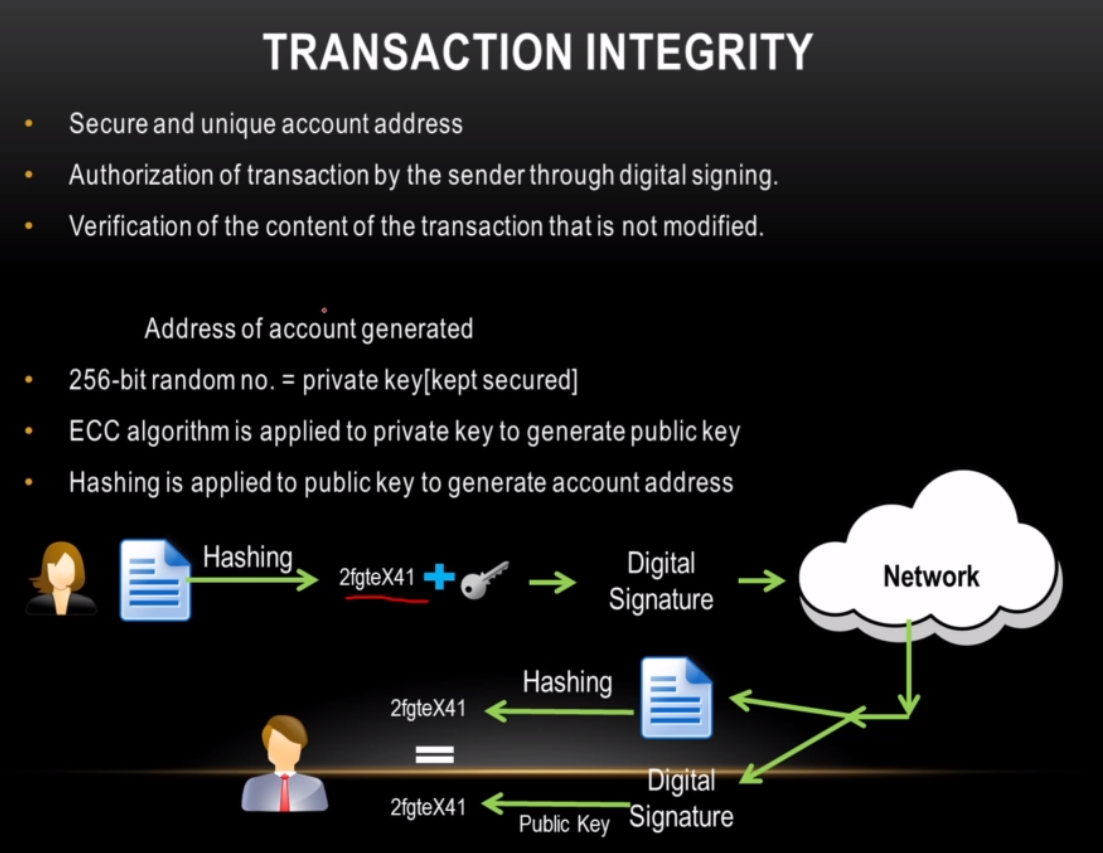 TRANSACTION INTEGRITY
• Secure and unique account address
• Authorization of transaction by the sender through digital signing.
• Verification of the content of the transaction that is not modified.
Address of account generated
• 256-bit random no. = private key[kept secured]
• ECC algorithm is applied to private key to generate public key
• Hashing is applied to public key to generate account address
Hashing
2fgteX41
Digital
Signature
Network
Hashing
2fgteX41
=
2fgteX41
Public Key
Digital
Signature